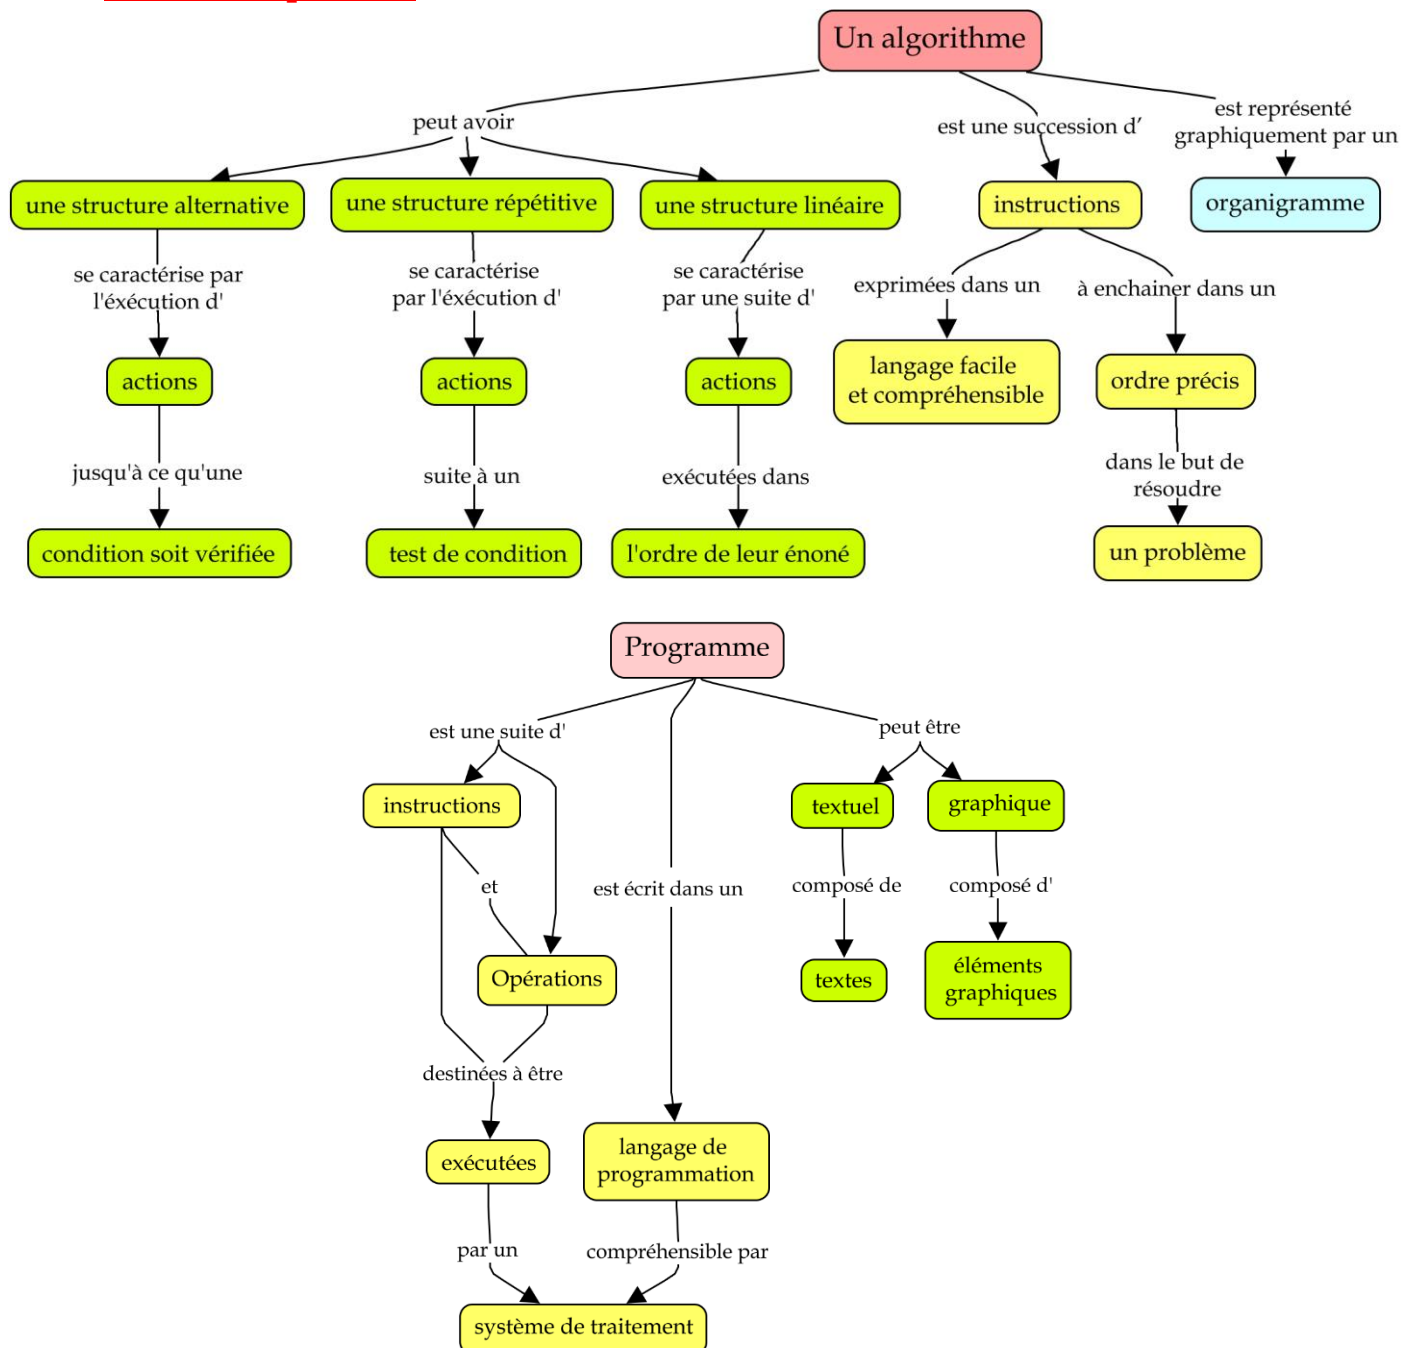 Un algorithme
peut avoir
est une succession d’
est représenté
graphiquement par un
une structure alternative
une structure répétitive
une structure linéaire
instructions
organigramme
se caractérise par
l'éxécution d'
se caractérise
par l'éxécution d'
se caractérise
par une suite d'
exprimées dans un
à enchainer dans un
actions
actions
actions
langage facile
et compréhensible
ordre précis
jusqu'à ce qu'une
suite à un
exécutées dans
dans le but de
résoudre
condition soit vérifiée
test de condition
l'ordre de leur énoné
un problème
Programme
est une suite d'
peut être
instructions
textuel
graphique
et
est écrit dans un
composé de
composé d'
Opérations
textes
éléments
graphiques
destinées à être
exécutées
langage de
programmation
par un
compréhensible par
système de traitement